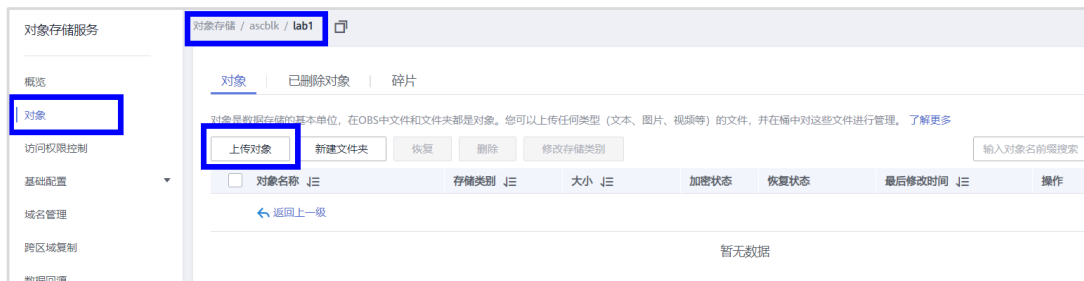 对象存储服务
概览
对象
访问权限控制
基础配置
域名管理
跨区域复制
数据回源
对象存储 / ascblk / lab1
对象 | 已删除对象 | 碎片
对象是数据存储的基本单位，在OBS中文件和文件夹都是对象。您可以上传任何类型（文本、图片、视频等）的文件，并在桶中对这些文件进行管理。 了解更多
上传对象 新建文件夹 恢复 删除 修改存储类别 输入对象名前缀搜索
对象名称 存储类别 大小 加密状态 恢复状态 最后修改时间 操作
返回上一级
暂无数据